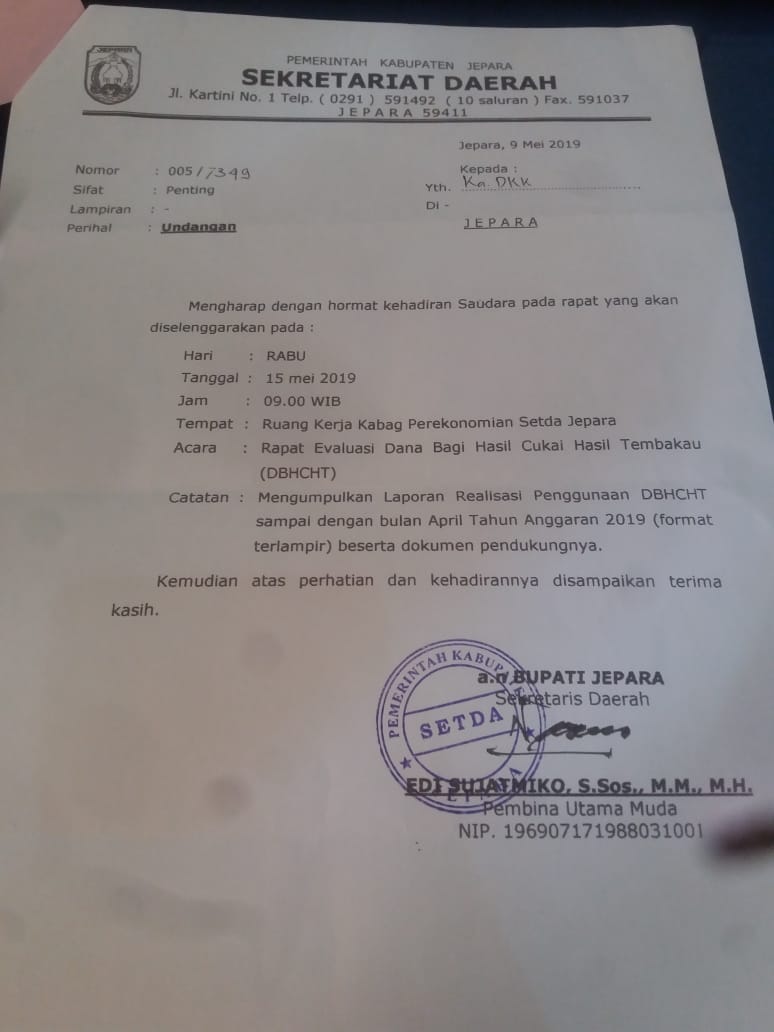 JEPARA
PEMERINTAH KABUPATEN JEPARA
SEKRETARIAT DAERAH
Jl. Kartini No. 1 Telp. ( 0291 ) 591492 ( 10 saluran ) Fax. 591037
J E P A R A 59411
Jepara, 9 Mei 2019
Nomor : 005 / 7349
Sifat : Penting
Lampiran : -
Perihal : Undangan
Kepada :
Yth. Ka. DKK
Di -
J E P A R A
Mengharap dengan hormat kehadiran Saudara pada rapat yang akan
diselenggarakan pada :
Hari : RABU
Tanggal : 15 mei 2019
Jam : 09.00 WIB
Tempat : Ruang Kerja Kabag Perekonomian Setda Jepara
Acara : Rapat Evaluasi Dana Bagi Hasil Cukai Hasil Tembakau
(DBHCHT)
Catatan : Mengumpulkan Laporan Realisasi Penggunaan DBHCHT
sampai dengan bulan April Tahun Anggaran 2019 (format
terlampir) beserta dokumen pendukungnya.
Kemudian atas perhatian dan kehadirannya disampaikan terima
kasih.
a.n BUPATI JEPARA
Sekretaris Daerah
PEMERINTAH KABUPATEN
SETDA
EDI SUJATMIKO, S.Sos., M.M., M.H.
Pembina Utama Muda
NIP. 196907171988031001